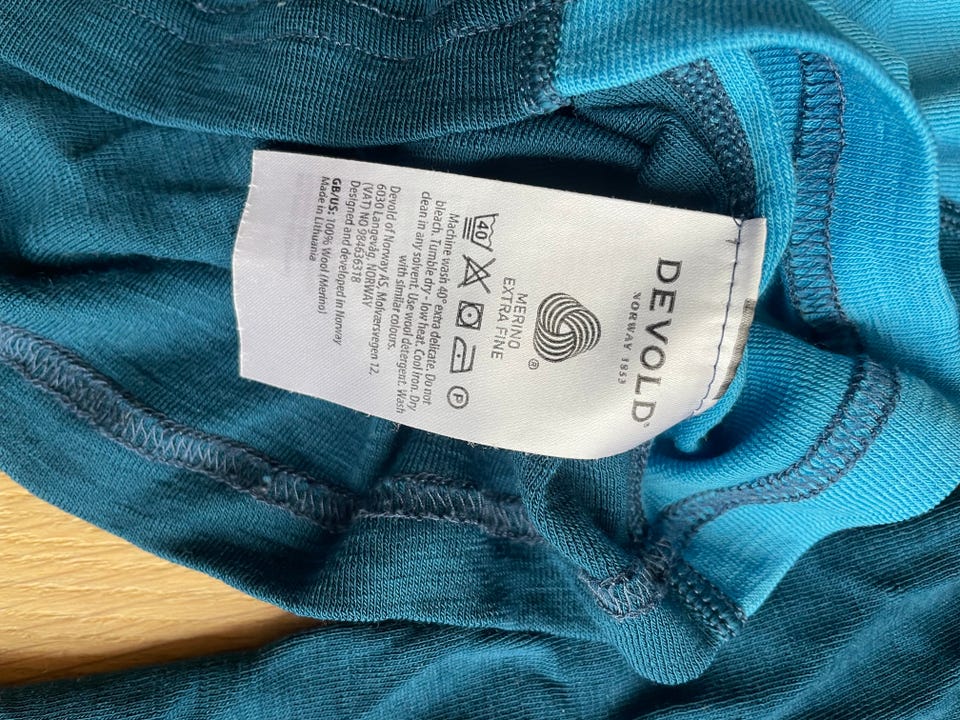 DEVOLD®
NORWAY 1853
®
MERINO
EXTRA FINE
40
P
Machine wash 40° extra delicate. Do not
bleach. Tumble dry - low heat. Cool iron. Dry
clean in any solvent. Use wool detergent. Wash
with similar colours.
Devold of Norway AS, Molværsvegen 12,
6030 Langevåg, NORWAY
(VAT) NO 984636318
Designed and developed in Norway
GB/US: 100% Wool (Merino)
Made in Lithuania